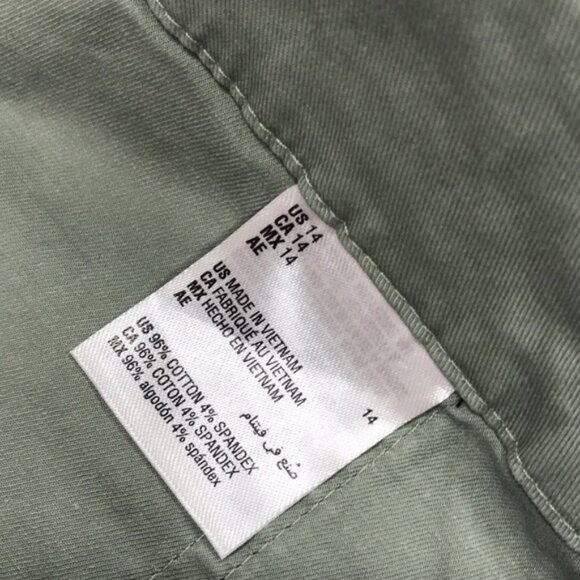 US 14
CA 14
MX 14
AE 14
US MADE IN VIETNAM
CA FABRIQUÉ AU VIETNAM
MX HECHO EN VIETNAM
AE صُنع في فيتنام
US 96% COTTON 4% SPANDEX
CA 96% COTON 4% SPANDEX
MX 96% algodón 4% spándex